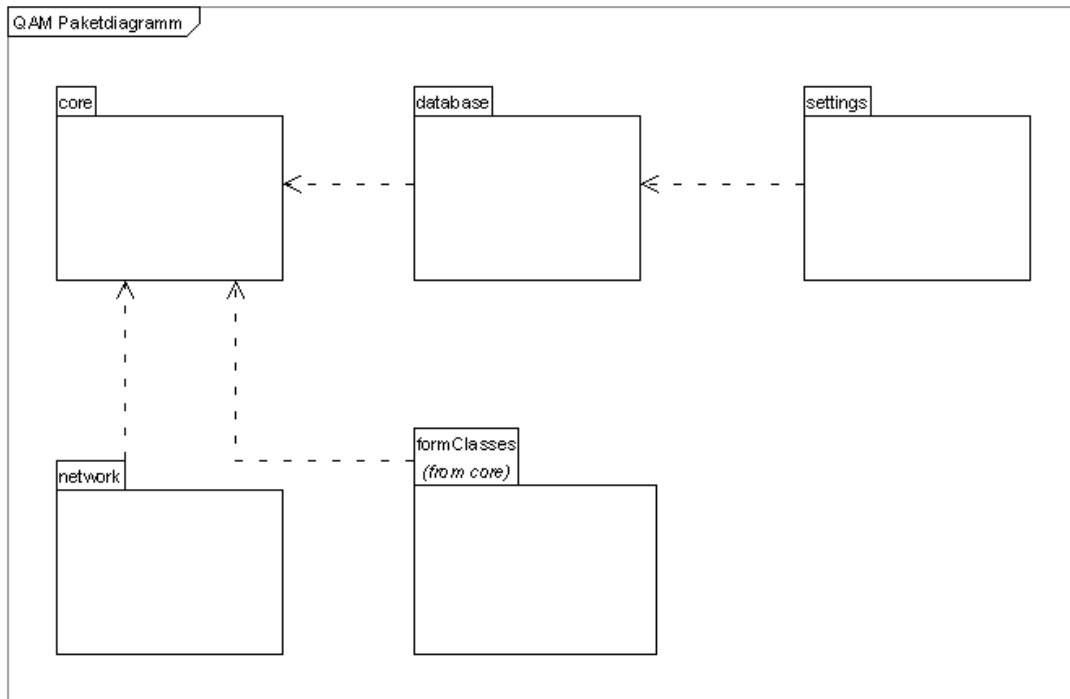 QAM Paketdiagramm
core
database
settings
network
formClasses
(from core)